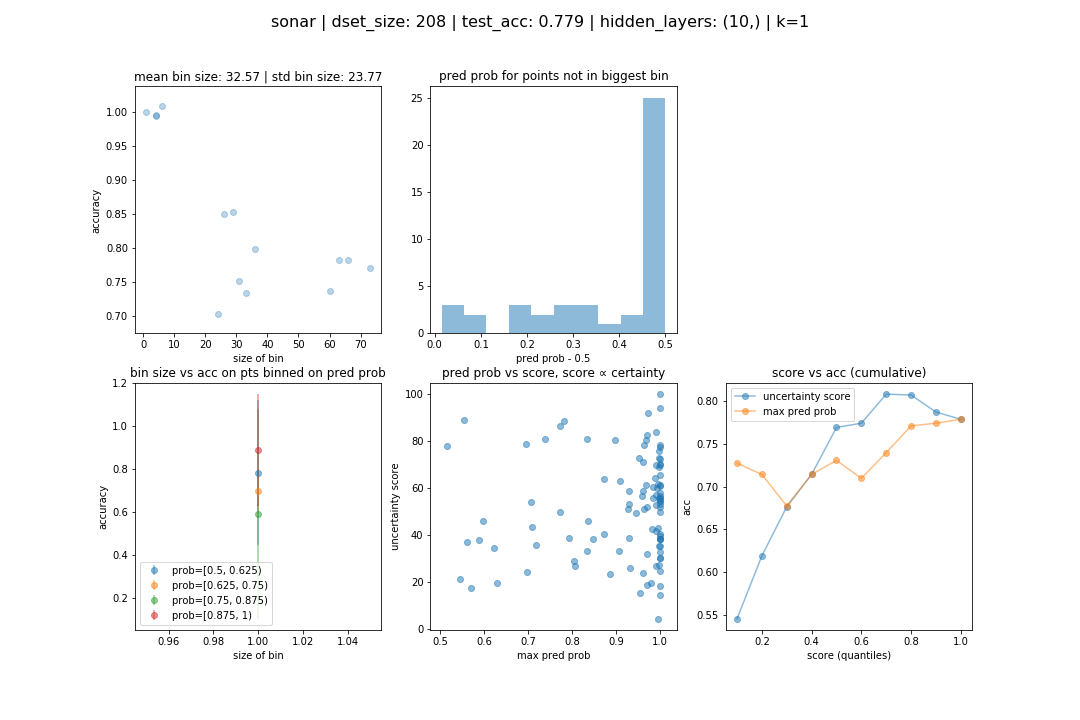 sonar | dset_size: 208 | test_acc: 0.779 | hidden_layers: (10,) | k=1
mean bin size: 32.57 | std bin size: 23.77
accuracy
1.00
0.95
0.90
0.85
0.80
0.75
0.70
0 10 20 30 40 50 60 70
size of bin
pred prob for points not in biggest bin
25
20
15
10
5
0
0.0 0.1 0.2 0.3 0.4 0.5
pred prob - 0.5
bin size vs acc on pts binned on pred prob
accuracy
1.2
1.0
0.8
0.6
0.4
0.2
prob=[0.5, 0.625)
prob=[0.625, 0.75)
prob=[0.75, 0.875)
prob=[0.875, 1)
0.96 0.98 1.00 1.02 1.04
size of bin
pred prob vs score, score ∝ certainty
uncertainty score
100
80
60
40
20
0
0.5 0.6 0.7 0.8 0.9 1.0
max pred prob
score vs acc (cumulative)
acc
0.80
0.75
0.70
0.65
0.60
0.55
uncertainty score
max pred prob
0.2 0.4 0.6 0.8 1.0
score (quantiles)